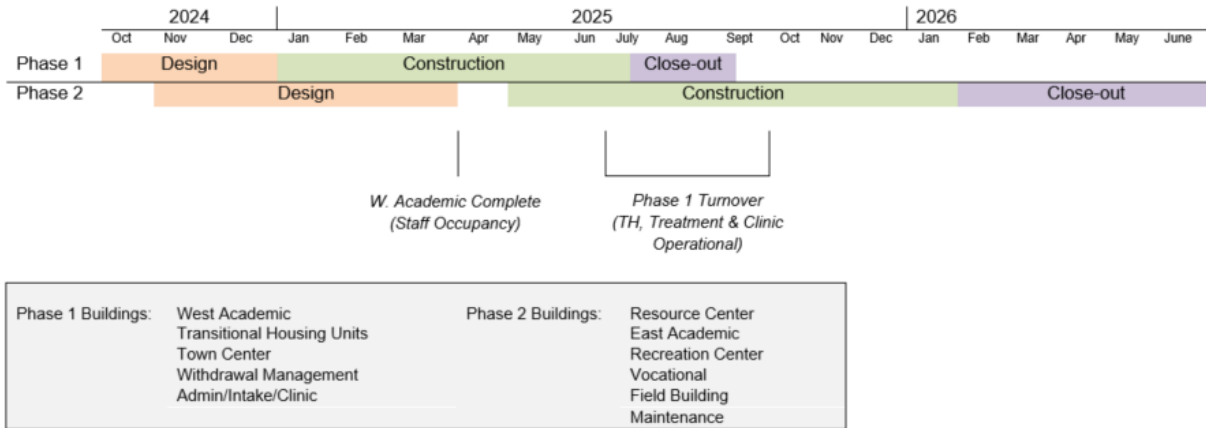 2024 2025 2026
Oct Nov Dec Jan Feb Mar Apr May Jun July Aug Sept Oct Nov Dec Jan Feb Mar Apr May June
Phase 1 Design Construction Close-out
Phase 2 Design Construction Close-out
W. Academic Complete
(Staff Occupancy)
Phase 1 Turnover
(TH, Treatment & Clinic
Operational)
Phase 1 Buildings: West Academic
Transitional Housing Units
Town Center
Withdrawal Management
Admin/Intake/Clinic
Phase 2 Buildings: Resource Center
East Academic
Recreation Center
Vocational
Field Building
Maintenance